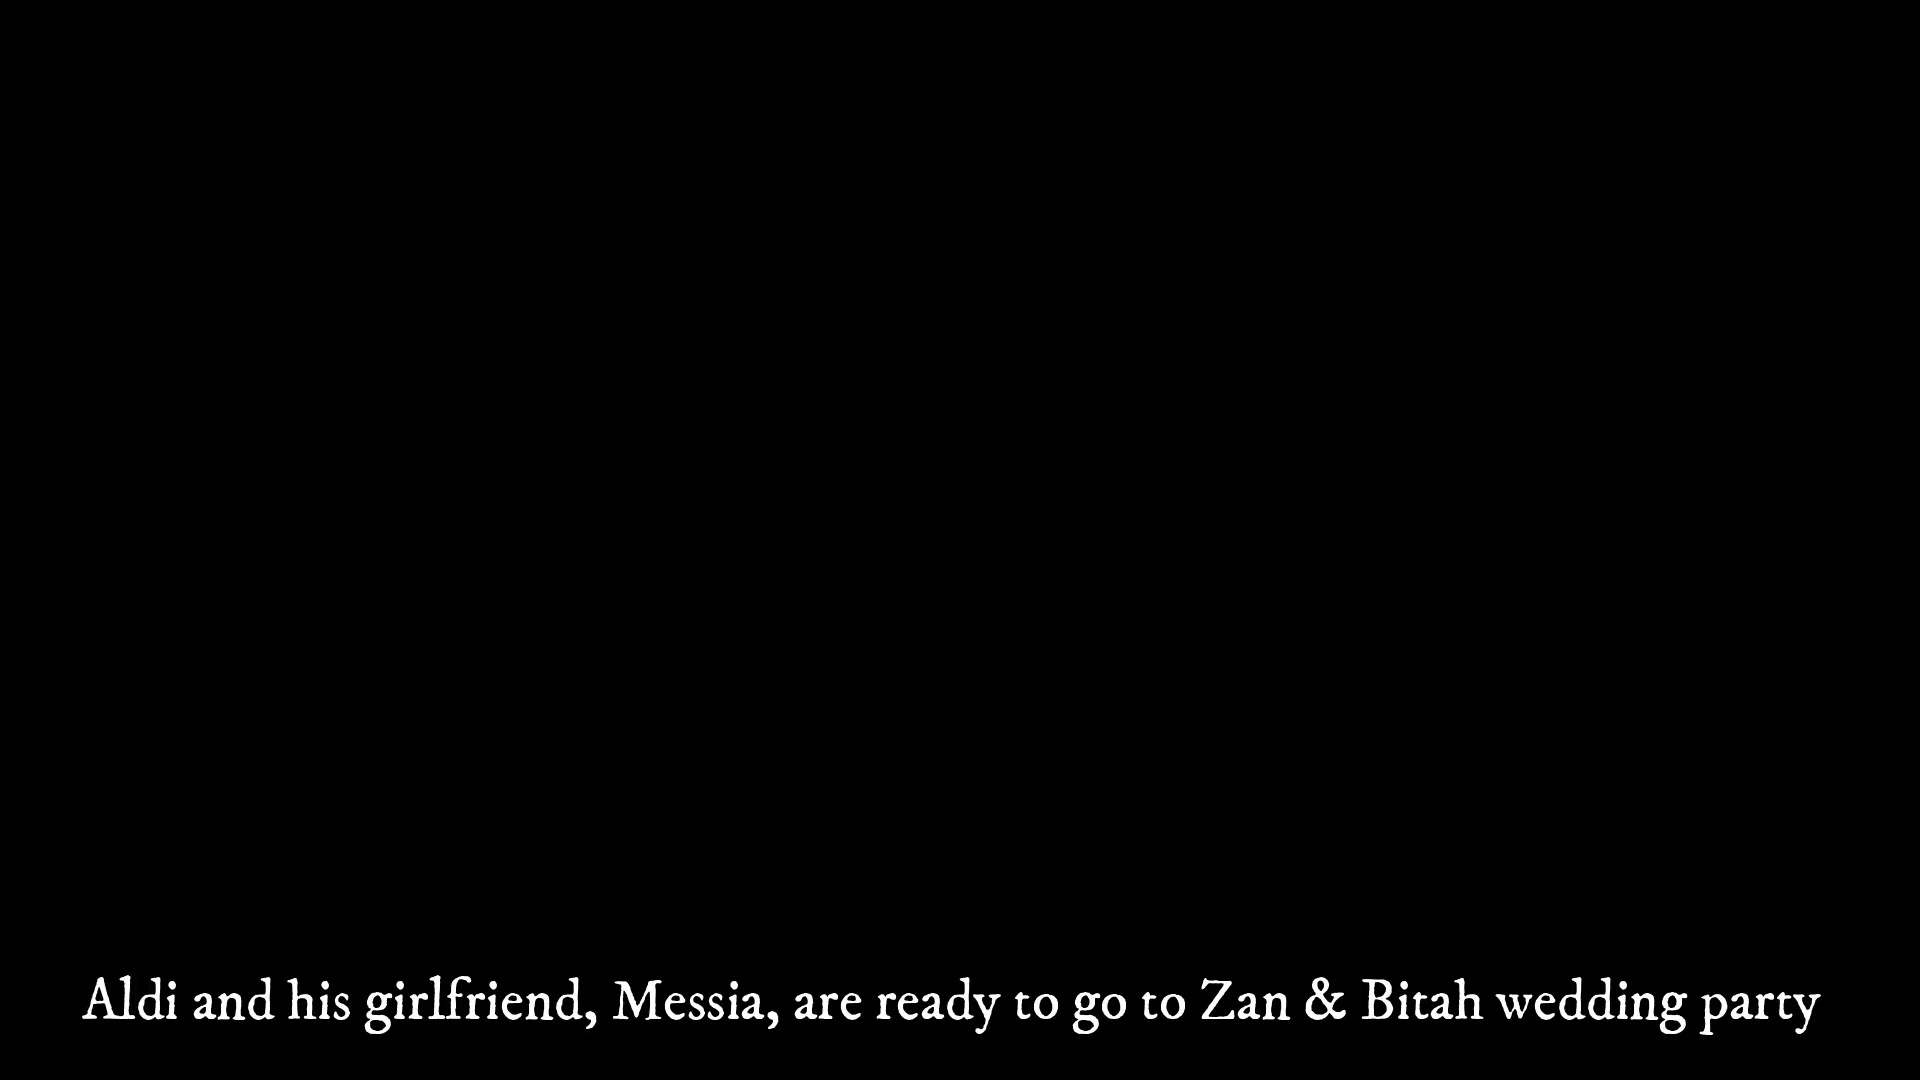 Aldi and his girlfriend, Messia, are ready to go to Zan & Bitah wedding party